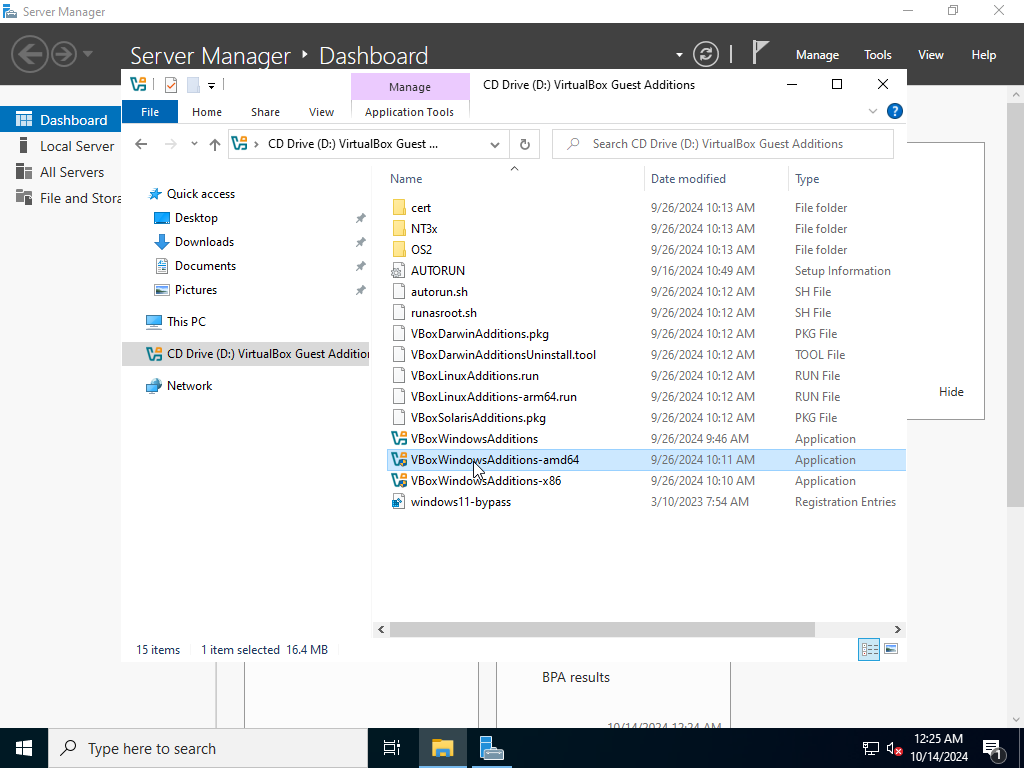 Server Manager
Server Manager ‣ Dashboard
Manage
Tools
View
Help
Dashboard
Local Server
All Servers
File and Stora
Manage
CD Drive (D:) VirtualBox Guest Additions
File
Home
Share
View
Application Tools
?
CD Drive (D:) VirtualBox Guest ...
Search CD Drive (D:) VirtualBox Guest Additions
Quick access
Desktop
Downloads
Documents
Pictures
This PC
CD Drive (D:) VirtualBox Guest Additio
Network
Name Date modified Type
cert 9/26/2024 10:13 AM File folder
NT3x 9/26/2024 10:13 AM File folder
OS2 9/26/2024 10:13 AM File folder
AUTORUN 9/16/2024 10:49 AM Setup Information
autorun.sh 9/26/2024 10:12 AM SH File
runasroot.sh 9/26/2024 10:12 AM SH File
VBoxDarwinAdditions.pkg 9/26/2024 10:12 AM PKG File
VBoxDarwinAdditionsUninstall.tool 9/26/2024 10:12 AM TOOL File
VBoxLinuxAdditions.run 9/26/2024 10:12 AM RUN File
VBoxLinuxAdditions-arm64.run 9/26/2024 10:12 AM RUN File
VBoxSolarisAdditions.pkg 9/26/2024 10:12 AM PKG File
VBoxWindowsAdditions 9/26/2024 9:46 AM Application
VBoxWindowsAdditions-amd64 9/26/2024 10:11 AM Application
VBoxWindowsAdditions-x86 9/26/2024 10:10 AM Application
windows11-bypass 3/10/2023 7:54 AM Registration Entries
Hide
15 items 1 item selected 16.4 MB
BPA results
10/14/2024 12:24 AM
Type here to search
12:25 AM
10/14/2024
1